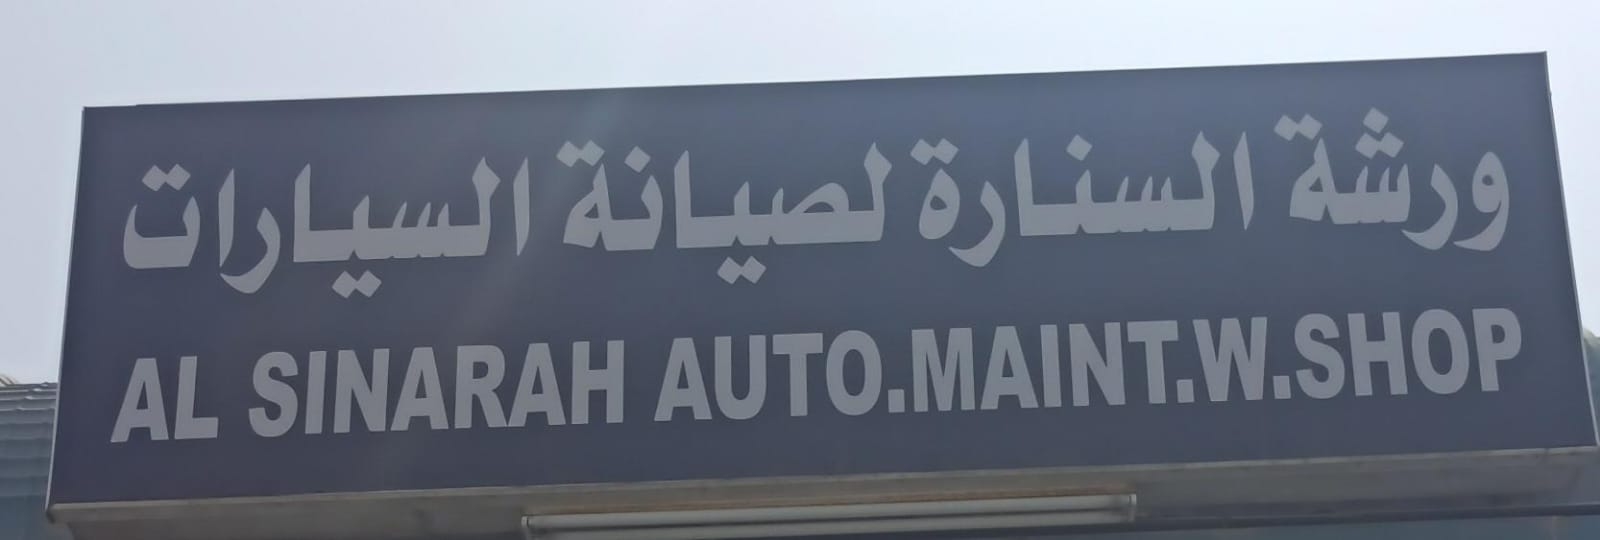 ورشة السنارة لصيانة السيارات
AL SINARAH AUTO.MAINT.W.SHOP